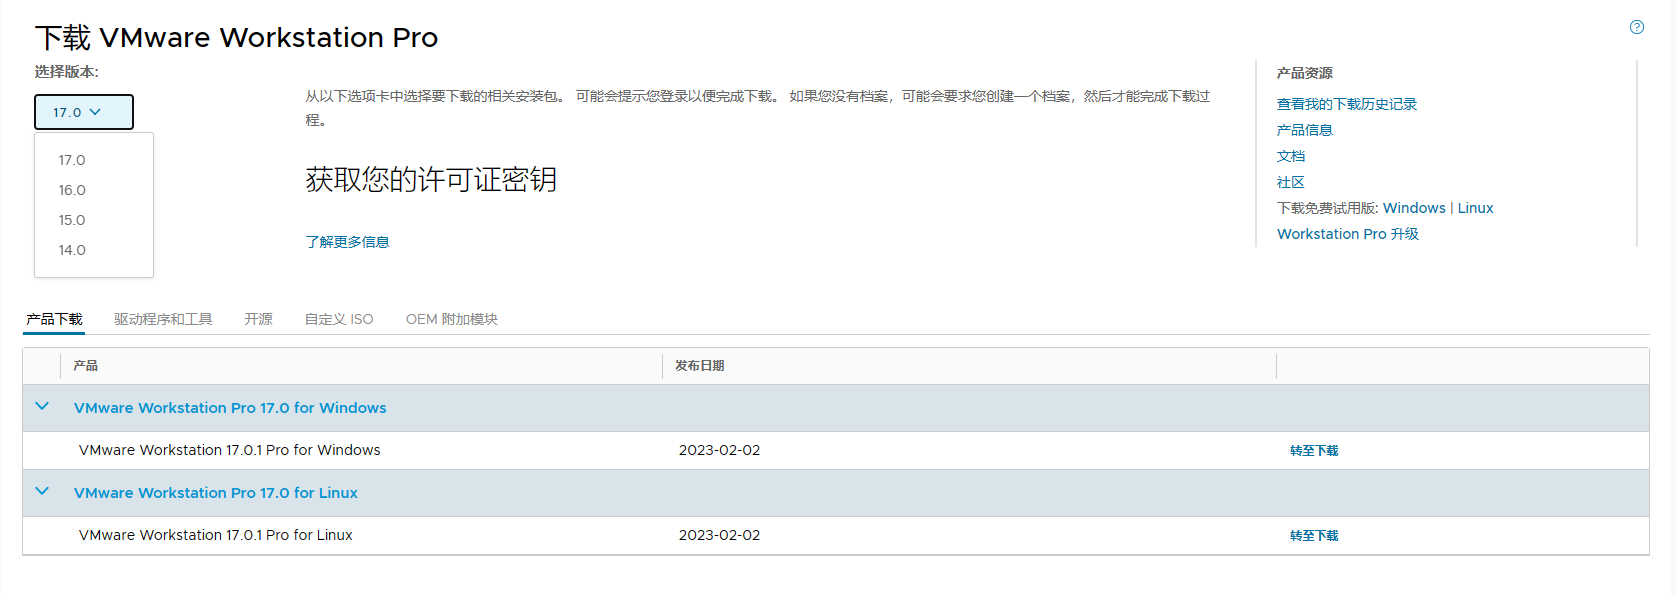 下载 VMware Workstation Pro
选择版本:
17.0
17.0
16.0
15.0
14.0
从以下选项卡中选择要下载的相关安装包。 可能会提示您登录以便完成下载。 如果您没有档案，可能会要求您创建一个档案，然后才能完成下载过
程。
获取您的许可证密钥
了解更多信息
产品资源
查看我的下载历史记录
产品信息
文档
社区
下载免费试用版: Windows | Linux
Workstation Pro 升级
产品下载 驱动程序和工具 开源 自定义 ISO OEM 附加模块
产品 发布日期
VMware Workstation Pro 17.0 for Windows
VMware Workstation 17.0.1 Pro for Windows 2023-02-02 转至下载
VMware Workstation Pro 17.0 for Linux
VMware Workstation 17.0.1 Pro for Linux 2023-02-02 转至下载